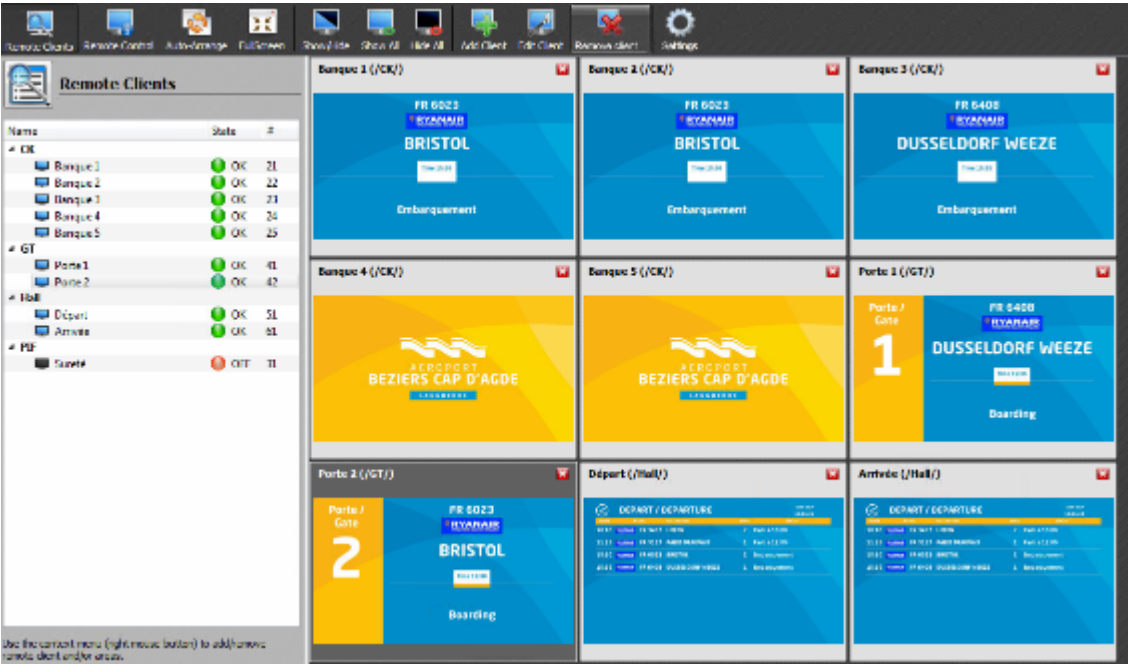 Remote Clients Remote Control Auto-Arrange FullScreen Show/Hide Show All Hide All Add Client Edit Client Remove client Settings
Remote Clients
Name State #
CK
Banque 1 OK 21
Banque 2 OK 22
Banque 3 OK 23
Banque 4 OK 24
Banque 5 OK 25
GT
Porte 1 OK 41
Porte 2 OK 42
Hall
Départ OK 51
Arrivée OK 61
PIF
Sureté OFF
Use the context menu (right mouse button) to add/remove
remote client and/or areas.
Banque 1 (/CK/)
FR 6023
RYANAIR
BRISTOL
Embarquement
Banque 2 (/CK/)
FR 6023
RYANAIR
BRISTOL
Embarquement
Banque 3 (/CK/)
FR 6408
RYANAIR
DUSSELDORF WEEZE
Embarquement
Banque 4 (/CK/)
AEROPORT
BEZIERS CAP D'AGDE
LANGUEDOC
Banque 5 (/CK/)
AEROPORT
BEZIERS CAP D'AGDE
LANGUEDOC
Porte 1 (/GT/)
Porte /
Gate
1
FR 6408
RYANAIR
DUSSELDORF WEEZE
Boarding
Porte 2 (/GT/)
Porte /
Gate
2
FR 6023
RYANAIR
BRISTOL
Boarding
Départ (/Hall/)
DEPART / DEPARTURE
Arrivée (/Hall/)
DEPART / DEPARTURE